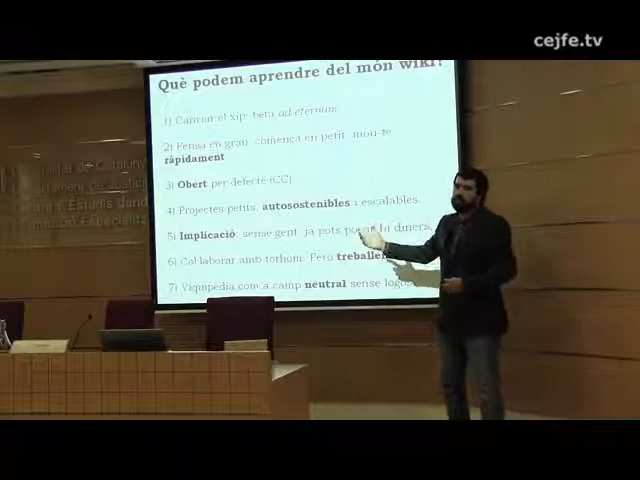 cejfe.tv
Què podem aprendre del món wiki?
1) Canviar el xip: beta ad eternum
2) Pensa en gran, comença en petit, mou-te
ràpidament
3) Obert per defecte (CC)
4) Projectes petits, autosostenibles i escalables.
5) Implicació: sense gent, ja pots posar-hi diners.
6) Col·laborar amb tothom. Però
7) Viquipèdia com a camp neutral sense logos